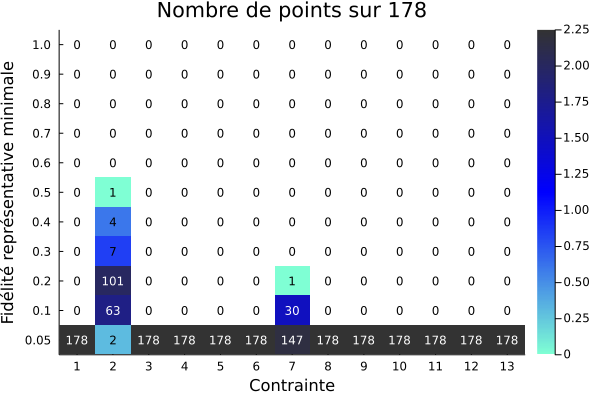 Nombre de points sur 178
Fidélité représentative minimale
1.0 0 0 0 0 0 0 0 0 0 0 0 0 0
0.9 0 0 0 0 0 0 0 0 0 0 0 0 0
0.8 0 0 0 0 0 0 0 0 0 0 0 0 0
0.7 0 0 0 0 0 0 0 0 0 0 0 0 0
0.6 0 0 0 0 0 0 0 0 0 0 0 0 0
0.5 0 1 0 0 0 0 0 0 0 0 0 0 0
0.4 0 4 0 0 0 0 0 0 0 0 0 0 0
0.3 0 7 0 0 0 0 0 0 0 0 0 0 0
0.2 0 101 0 0 0 0 1 0 0 0 0 0 0
0.1 0 63 0 0 0 0 30 0 0 0 0 0 0
0.05 178 2 178 178 178 178 147 178 178 178 178 178 178
1 2 3 4 5 6 7 8 9 10 11 12 13
Contrainte
2.25
2.00
1.75
1.50
1.25
1.00
0.75
0.50
0.25
0